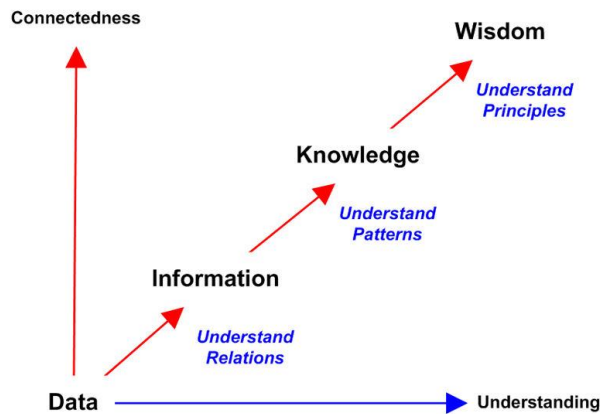 Connectedness
Wisdom
Understand
Principles
Knowledge
Understand
Patterns
Information
Understand
Relations
Data
Understanding